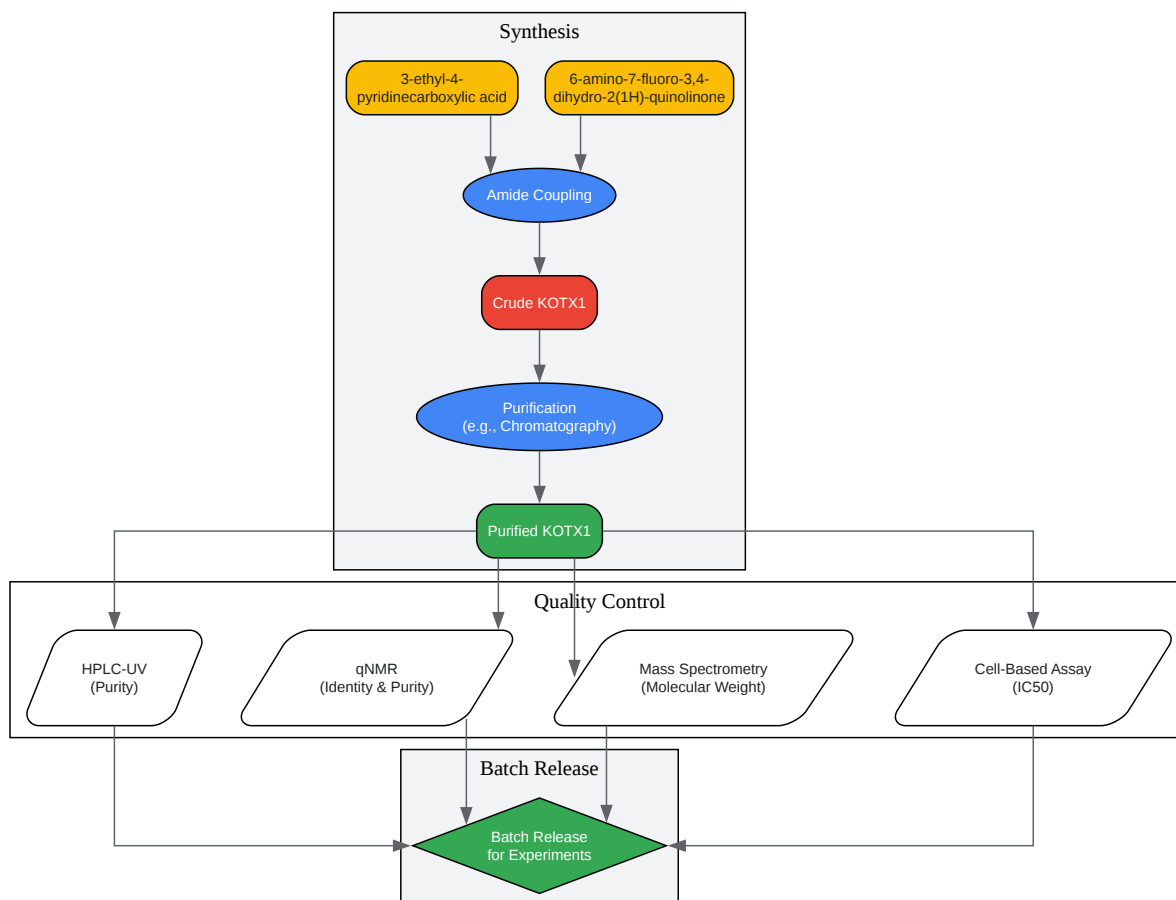 Synthesis
3-ethyl-4-
pyridinecarboxylic acid
6-amino-7-fluoro-3,4-
dihydro-2(1H)-quinolinone
Amide Coupling
Crude KOTX1
Purification
(e.g., Chromatography)
Purified KOTX1
Quality Control
HPLC-UV
(Purity)
qNMR
(Identity & Purity)
Mass Spectrometry
(Molecular Weight)
Cell-Based Assay
(IC50)
Batch Release
Batch Release
for Experiments